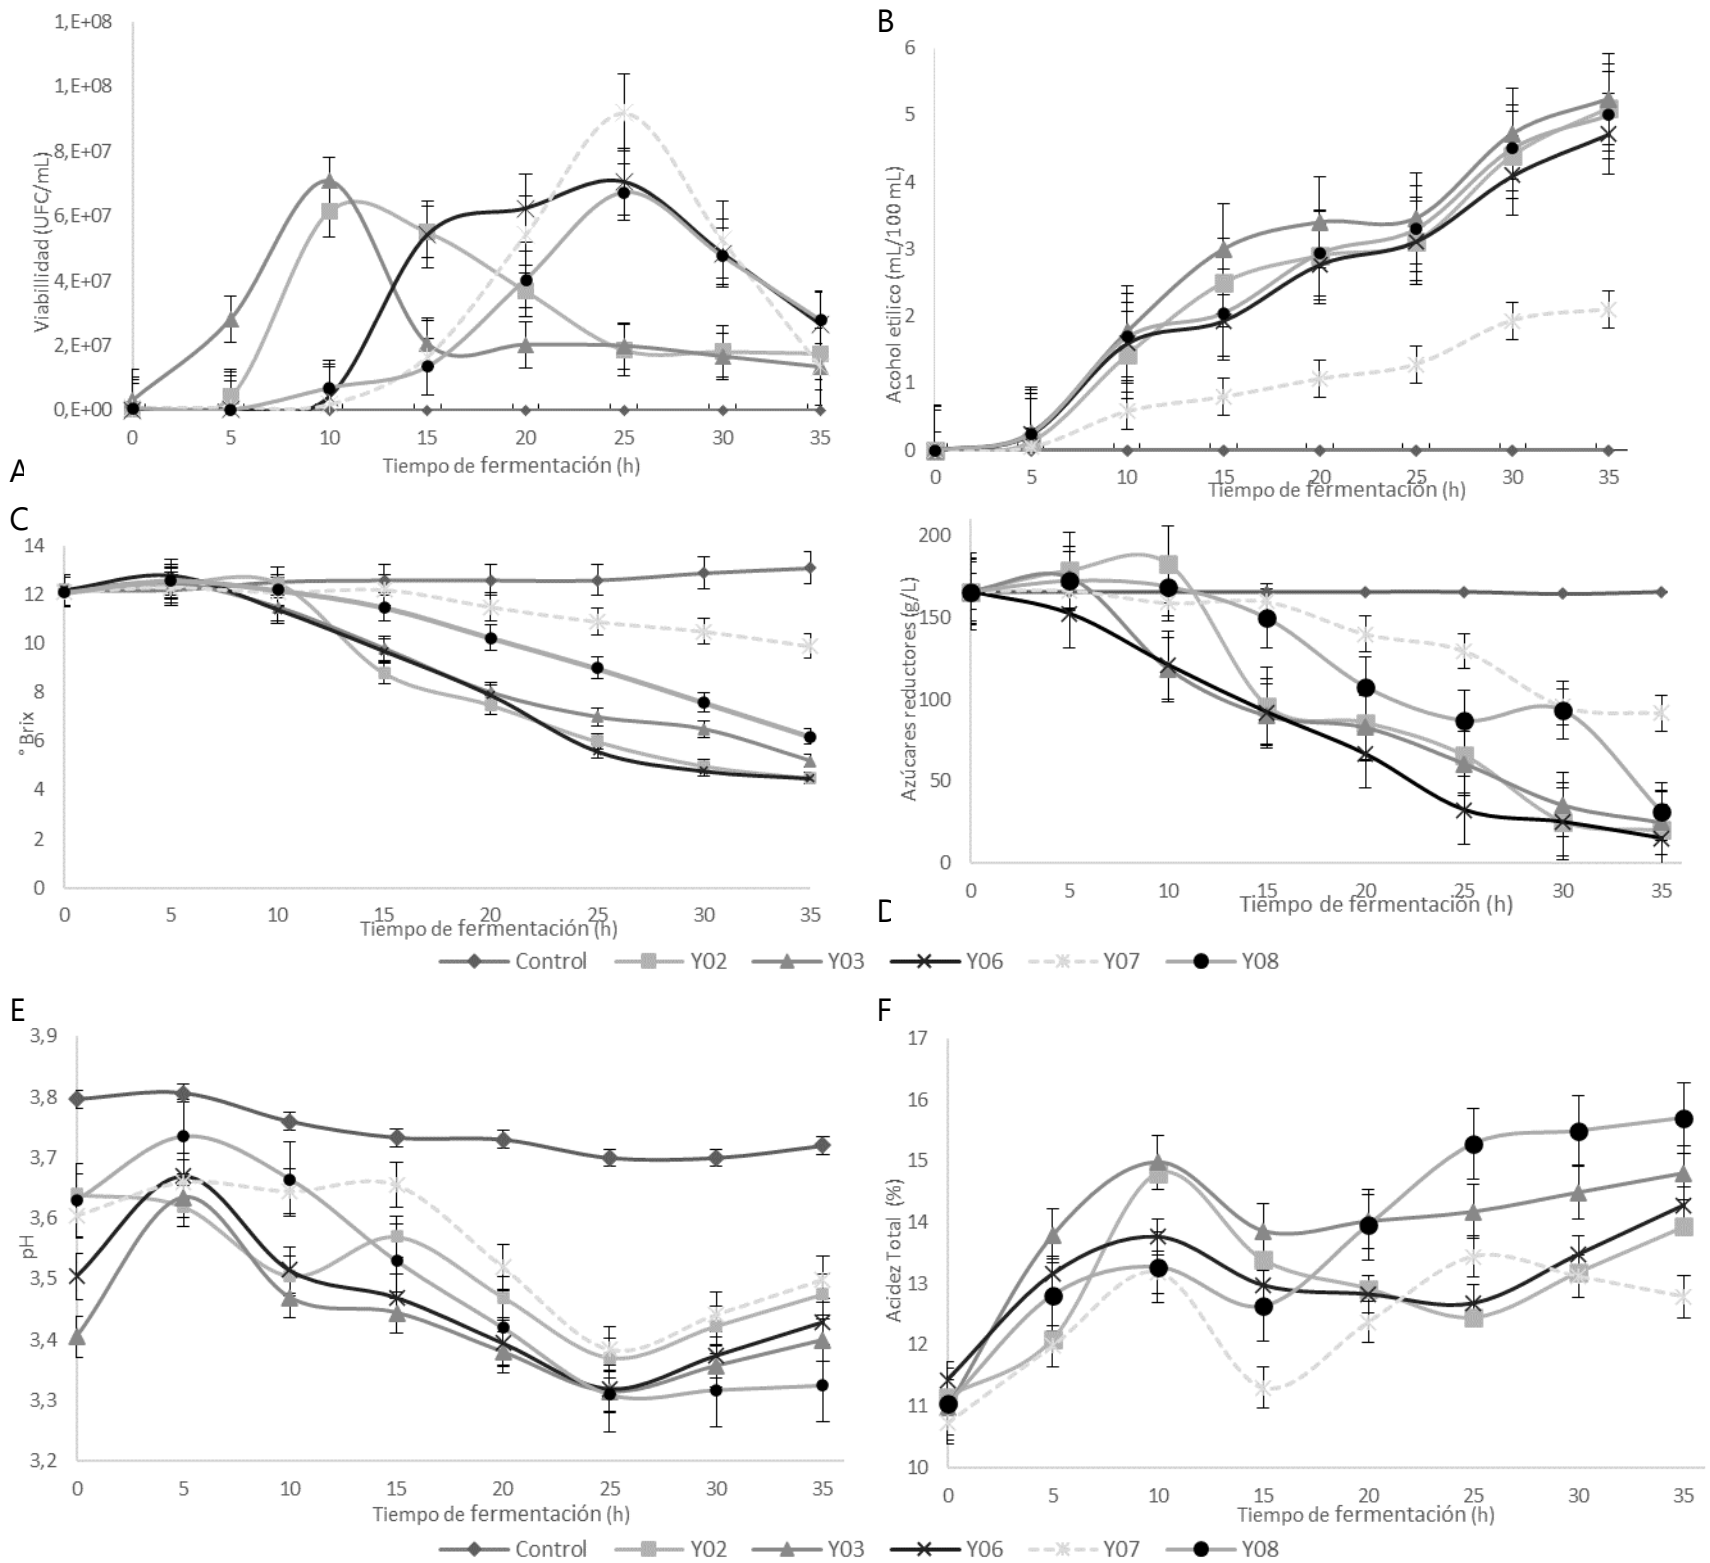 1,E+08
1,E+08
8,E+07
6,E+07
4,E+07
2,E+07
0,E+00
Viabillidad (UFC/mL)
0 5 10 15 20 25 30 35
Tiempo de fermentación (h)
A
B
6
5
4
3
2
1
0
Acohol etilico (mL/100 mL)
0 5 10 15 20 25 30 35
Tiempo de fermentación (h)
C
14
12
10
8
6
4
2
0
° Brix
0 5 10 15 20 25 30 35
Tiempo de fermentación (h)
200
150
100
50
0
Azúcares reductores (g/L)
0 5 10 15 20 25 30 35
Tiempo de fermentación (h)
D
Control Y02 Y03 Y06 Y07 Y08
E
3,9
3,8
3,7
3,6
3,5
3,4
3,3
3,2
pH
0 5 10 15 20 25 30 35
Tiempo de fermentación (h)
F
17
16
15
14
13
12
11
10
Acidez Total (%)
0 5 10 15 20 25 30 35
Tiempo de fermentación (h)
Control Y02 Y03 Y06 Y07 Y08